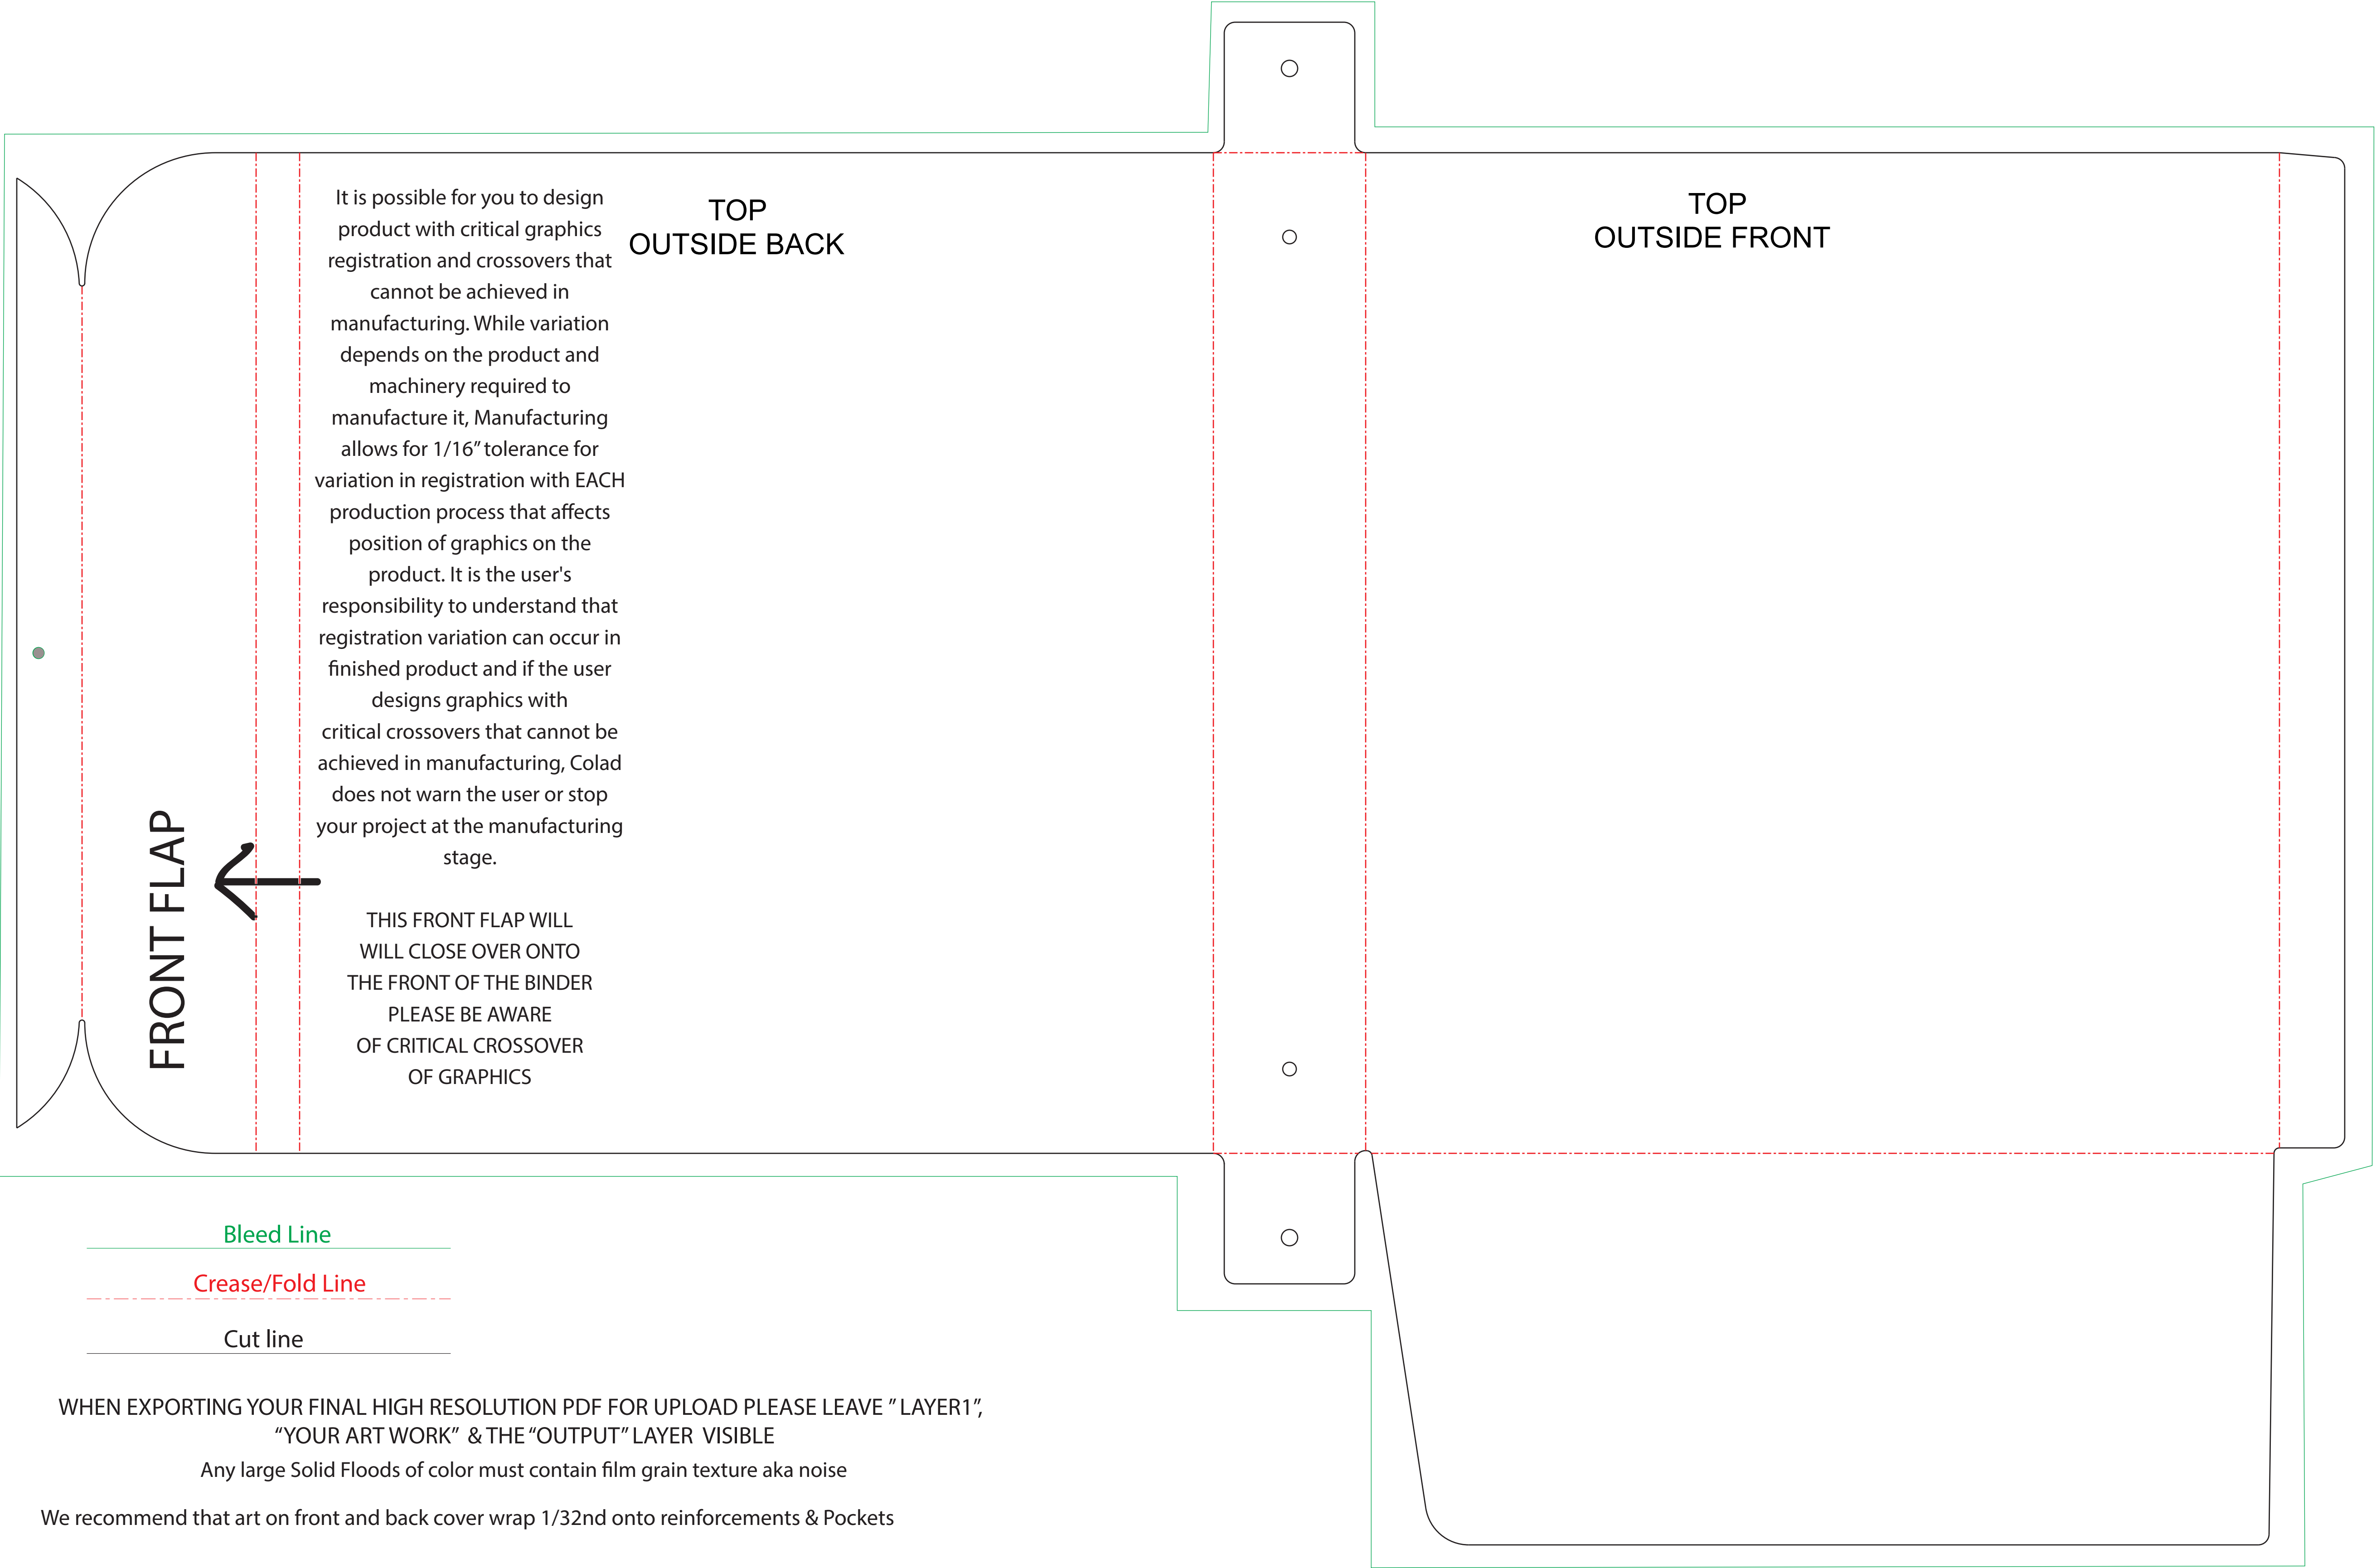 It is possible for you to design
product with critical graphics
registration and crossovers that
cannot be achieved in
manufacturing. While variation
depends on the product and
machinery required to
manufacture it, Manufacturing
allows for 1/16” tolerance for
variation in registration with EACH
production process that affects
position of graphics on the
product. It is the user's
responsibility to understand that
registration variation can occur in
finished product and if the user
designs graphics with
critical crossovers that cannot be
achieved in manufacturing, Colad
does not warn the user or stop
your project at the manufacturing
stage.
THIS FRONT FLAP WILL
WILL CLOSE OVER ONTO
THE FRONT OF THE BINDER
PLEASE BE AWARE
OF CRITICAL CROSSOVER
OF GRAPHICS
FRONT FLAP
TOP
OUTSIDE BACK
TOP
OUTSIDE FRONT
Bleed Line
Crease/Fold Line
Cut line
WHEN EXPORTING YOUR FINAL HIGH RESOLUTION PDF FOR UPLOAD PLEASE LEAVE ” LAYER1”,
“YOUR ART WORK” & THE “OUTPUT” LAYER VISIBLE
Any large Solid Floods of color must contain film grain texture aka noise
We recommend that art on front and back cover wrap 1/32nd onto reinforcements & Pockets